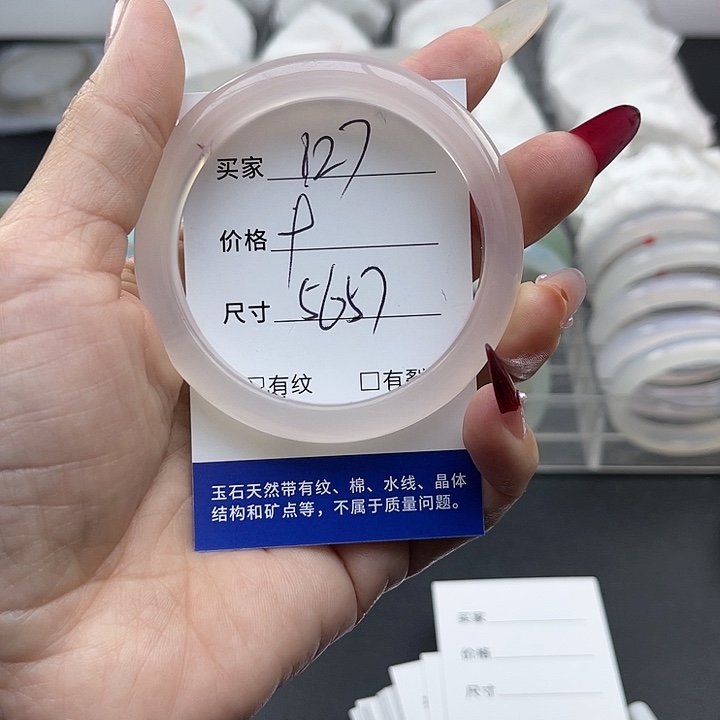 买家 127
价格 P
尺寸 5657
□有纹 □有裂
玉石天然带有纹、棉、水线、晶体
结构和矿点等，不属于质量问题。
买家
价格
尺寸